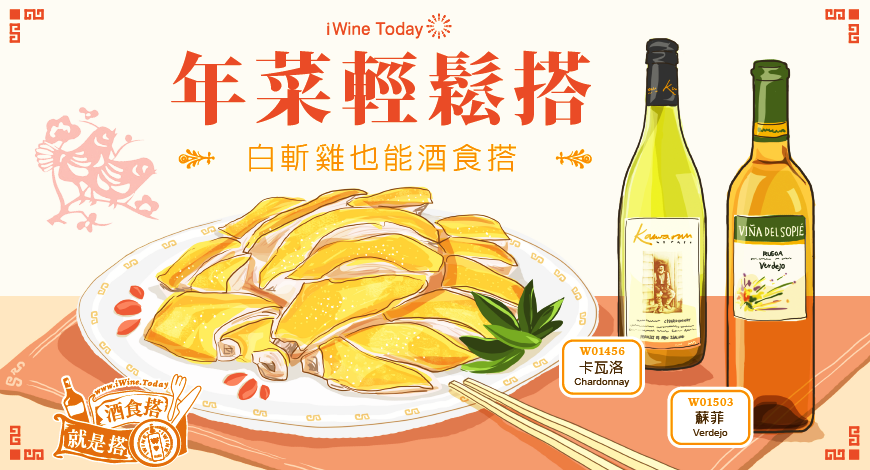 iWine Today
年菜輕鬆搭
白斬雞也能酒食搭
Kawarau
VIÑA DEL SOPIÉ
RUEDA
Verdejo
W01456
卡瓦洛
Chardonnay
W01503
蘇菲
Verdejo
www.iWine.Today
酒食搭
就是搭